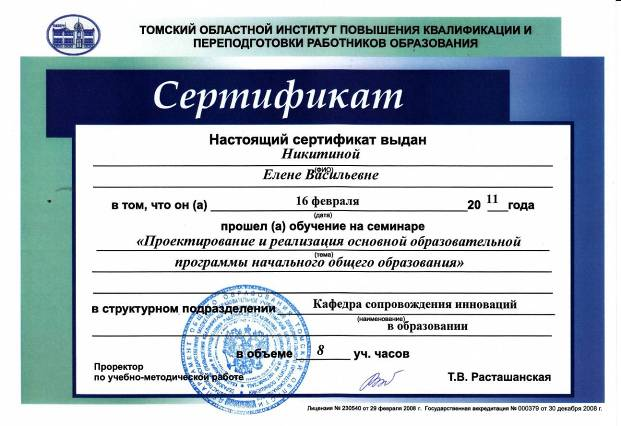 ТОМСКИЙ ОБЛАСТНОЙ ИНСТИТУТ ПОВЫШЕНИЯ КВАЛИФИКАЦИИ И
ПЕРЕПОДГОТОВКИ РАБОТНИКОВ ОБРАЗОВАНИЯ
Сертификат
Настоящий сертификат выдан
Никитиной
(ФИО)
Елене Васильевне
в том, что он (а) 16 февраля 20 11 года
(дата)
прошел (а) обучение на семинаре
«Проектирование и реализация основной образовательной
(тема)
программы начального общего образования»
в структурном подразделении Кафедра сопровождения инноваций
(наименование)
в образовании
в объеме 8 уч. часов
Проректор
по учебно-методической работе Т.В. Расташанская
Лицензия № 230540 от 29 февраля 2008 г. Государственная аккредитация № 000379 от 30 декабря 2008 г.